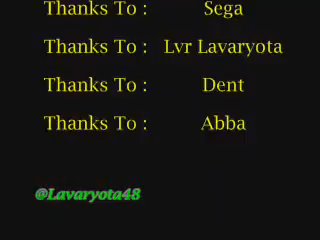 Thanks To : Sega
Thanks To : Lvr Lavaryota
Thanks To : Dent
Thanks To : Abba
@Lavaryota48